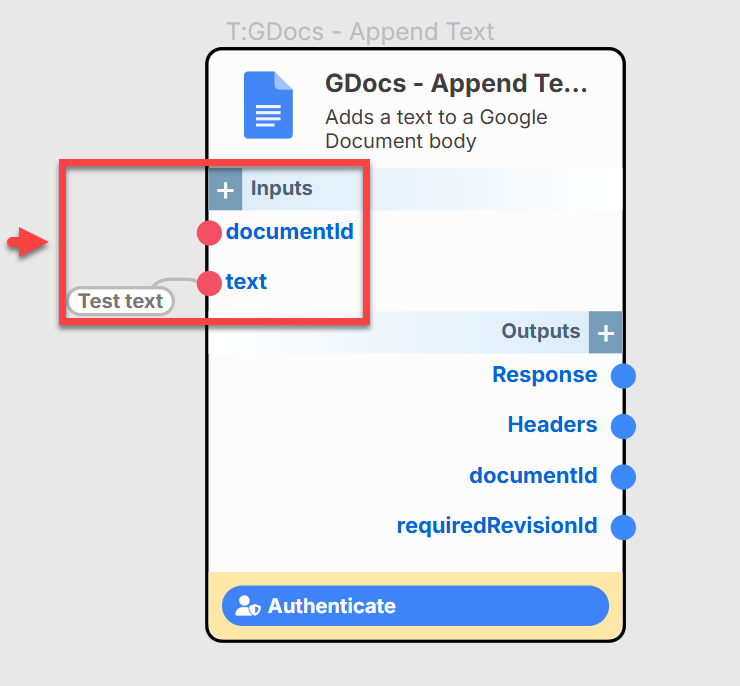 T:GDocs - Append Text
GDocs - Append Te...
Adds a text to a Google
Document body
+ Inputs
documentId
text
Test text
Outputs +
Response
Headers
documentId
requiredRevisionId
Authenticate